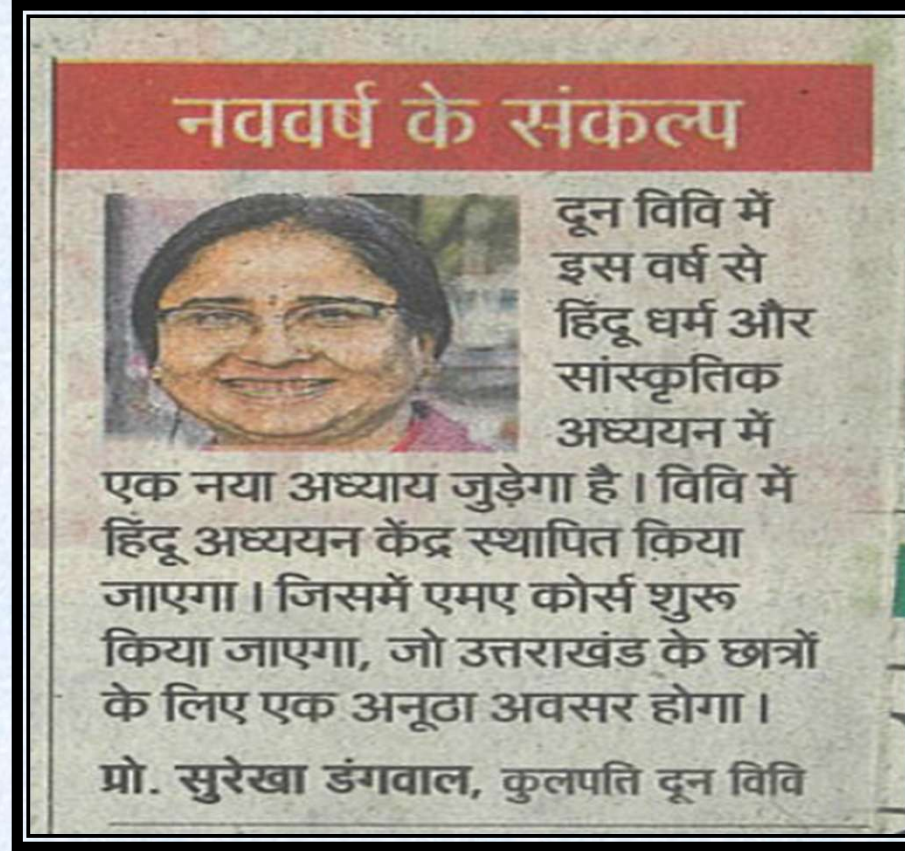 नववर्ष के संकल्प
दून विवि में
इस वर्ष से
हिंदू धर्म और
सांस्कृतिक
अध्ययन में
एक नया अध्याय जुड़ेगा है। विवि में
हिंदू अध्ययन केंद्र स्थापित किया
जाएगा। जिसमें एमए कोर्स शुरू
किया जाएगा, जो उत्तराखंड के छात्रों
के लिए एक अनूठा अवसर होगा।
प्रो. सुरेखा डंगवाल, कुलपति दून विवि